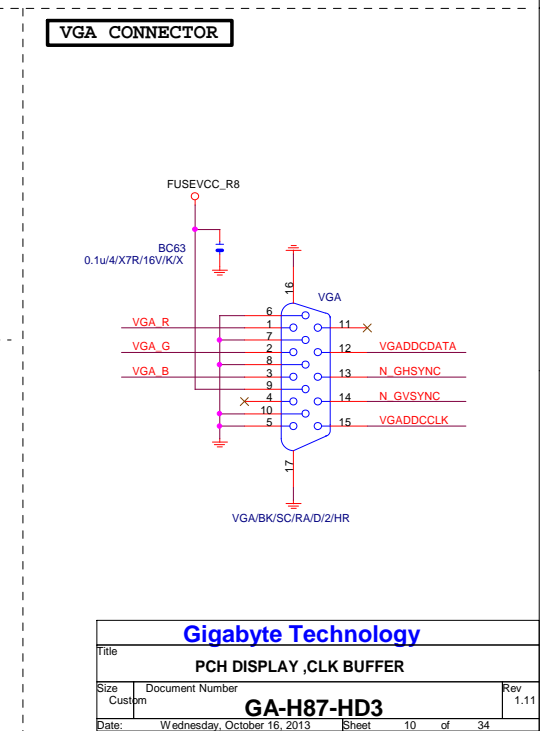 VGA CONNECTOR
FUSEVCC_R8
BC63
0.1u/4/X7R/16V/K/X
16
VGA
6
VGA_R 1 11
7
VGA_G 2 12 VGADDCDATA
8
VGA_B 3 13 N_GHSYNC
9
4 14 N_GVSYNC
10
5 15 VGADDCCLK
17
VGA/BK/SC/RA/D/2/HR
Gigabyte Technology
Title
PCH DISPLAY ,CLK BUFFER
Size Document Number Rev
Custom GA-H87-HD3 1.11
Date: Wednesday, October 16, 2013 Sheet 10 of 34